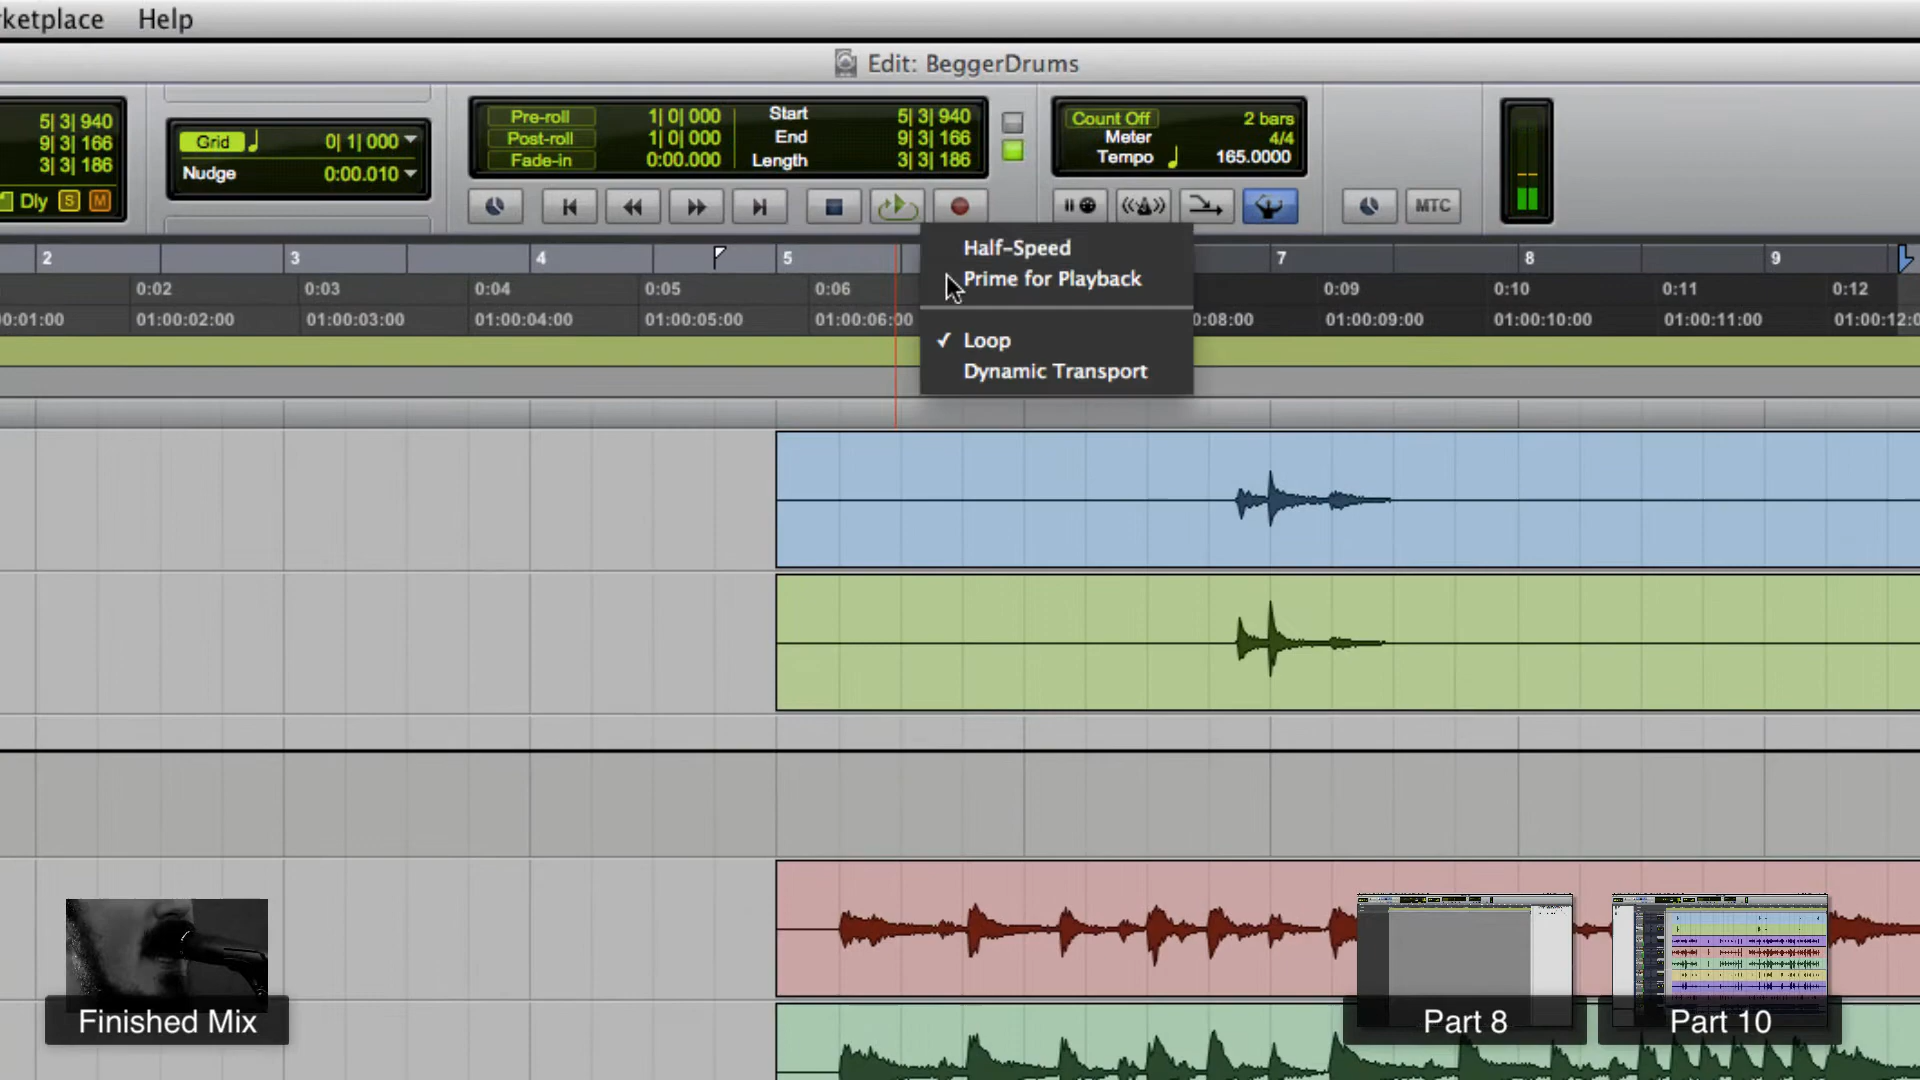 rketplace Help
Edit: BeggerDrums
5| 3| 940
9| 3| 166
3| 3| 186
Dly S M
Grid 0| 1| 000
Nudge 0:00.010
Pre-roll 1| 0| 000 Start 5| 3| 940
Post-roll 1| 0| 000 End 9| 3| 166
Fade-in 0:00.000 Length 3| 3| 186
Count Off 2 bars
Meter 4/4
Tempo 165.0000
MTC
2 3 4 5 7 8 9
0:02 0:03 0:04 0:05 0:06 0:09 0:10 0:11 0:12
00:01:00 01:00:02:00 01:00:03:00 01:00:04:00 01:00:05:00 01:00:06:00 0:08:00 01:00:09:00 01:00:10:00 01:00:11:00 01:00:12:0
Half-Speed
Prime for Playback
✓ Loop
Dynamic Transport
Finished Mix
Part 8
Part 10